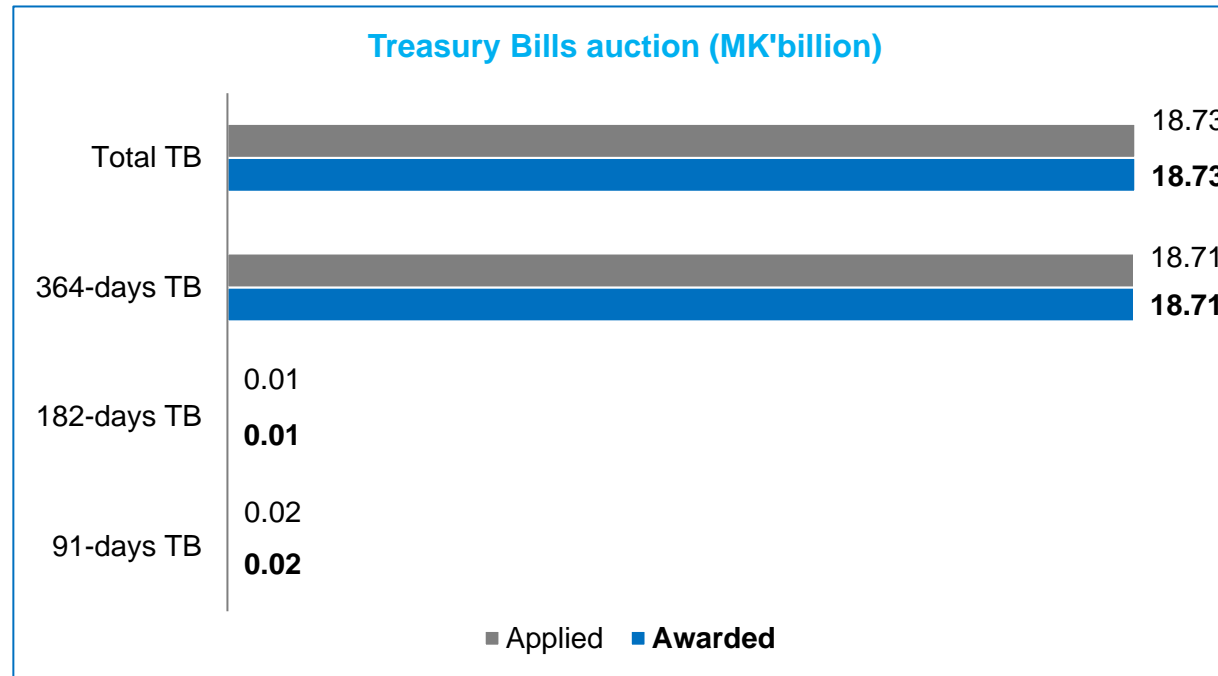 Treasury Bills auction (MK'billion)
Total TB
18.73
18.73
364-days TB
18.71
18.71
182-days TB
0.01
0.01
91-days TB
0.02
0.02
Applied Awarded